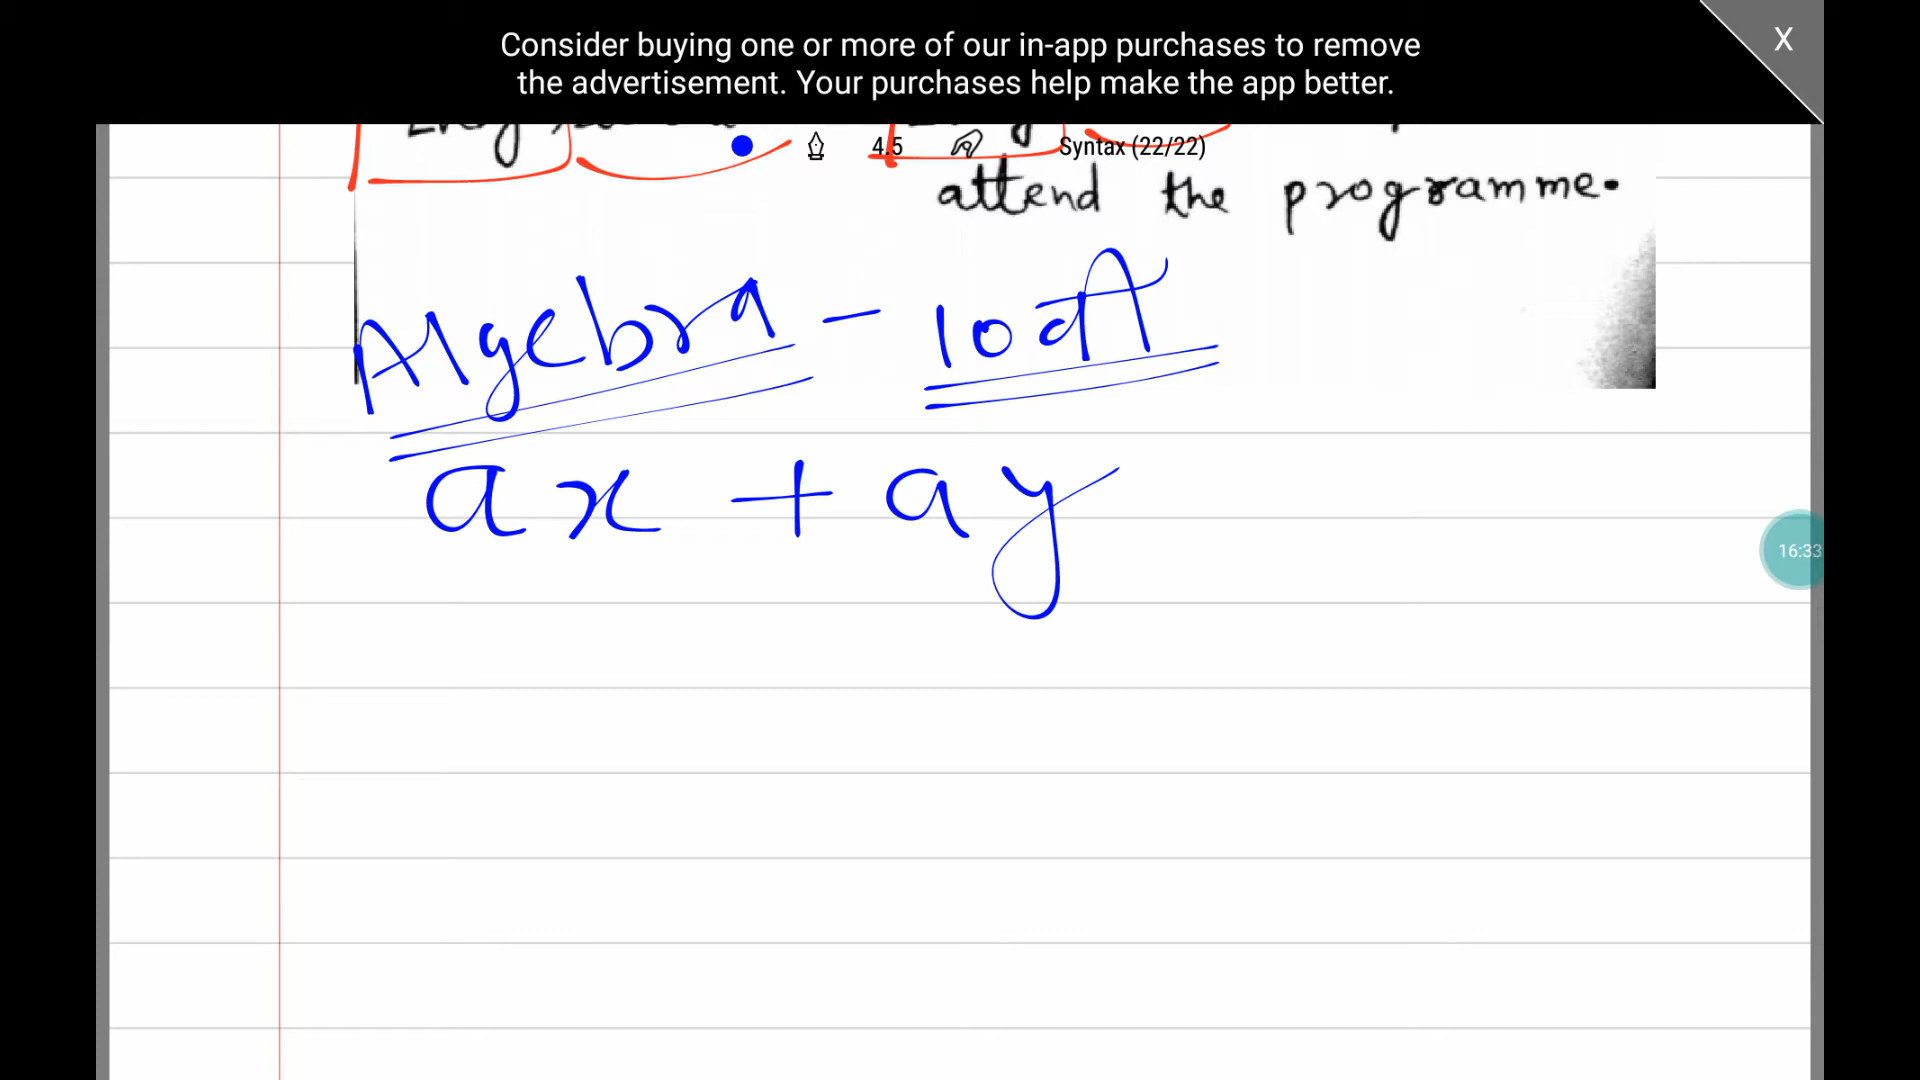 Consider buying one or more of our in-app purchases to remove
the advertisement. Your purchases help make the app better.
X
4.5 Syntax (22/22)
attend the programme.
Algebra -
ax + ay
16:33